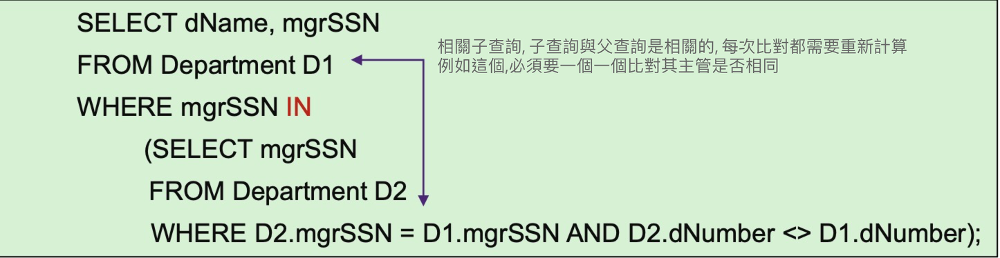 SELECT dName, mgrSSN
相關子查詢, 子查詢與父查詢是相關的, 每次比對都需要重新計算
FROM Department D1
例如這個,必須要一個一個比對其主管是否相同
WHERE mgrSSN IN
(SELECT mgrSSN
FROM Department D2
WHERE D2.mgrSSN = D1.mgrSSN AND D2.dNumber <> D1.dNumber);